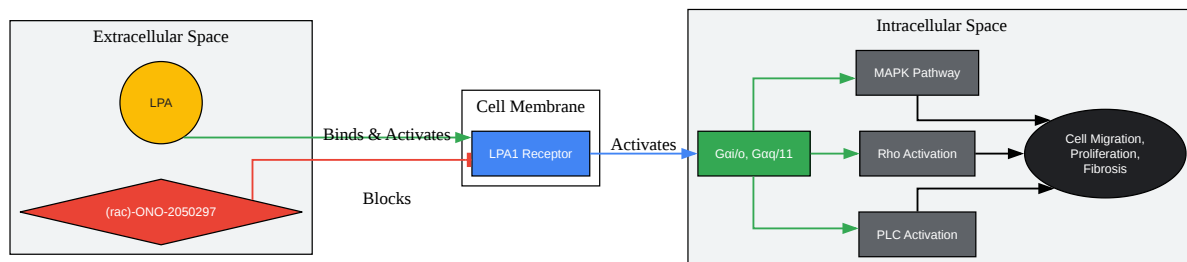 Extracellular Space
LPA
(rac)-ONO-2050297
Binds & Activates
Blocks
Cell Membrane
LPA1 Receptor
Activates
Intracellular Space
Gαi/o, Gαq/11
MAPK Pathway
Rho Activation
PLC Activation
Cell Migration,
Proliferation,
Fibrosis